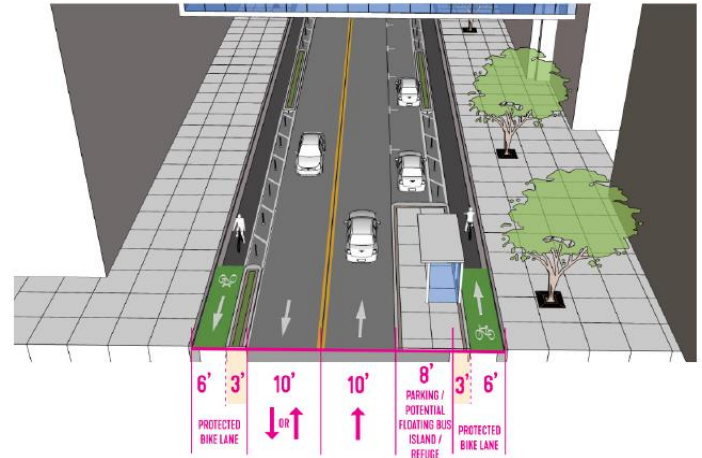 6' 3' 10' 10' 8' 3' 6'
PROTECTED
BIKE LANE
OR
PARKING /
POTENTIAL
FLOATING BUS
ISLAND /
REFUGE
PROTECTED
BIKE LANE